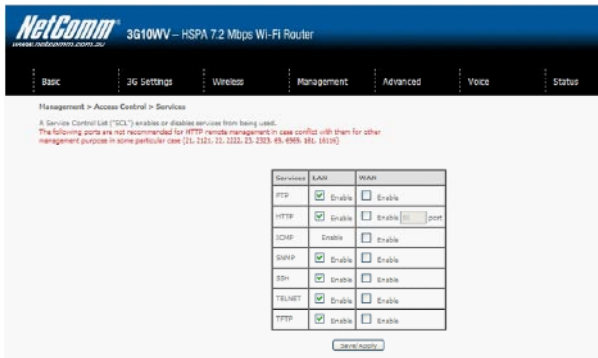 NetComm®
www.netcomm.com.au
3G10WV – HSPA 7.2 Mbps Wi-Fi Router
Basic
3G Settings
Wireless
Management
Advanced
Voice
Status
Management > Access Control > Services
A Service Control List ("SCL") enables or disables services from being used.
The following ports are not recommended for HTTP remote management in case conflict with them for other
management purpose in some particular case (21, 2121, 22, 2222, 23, 2323, 69, 6969, 161, 16116)
Services LAN WAN
FTP Enable Enable
HTTP Enable Enable port
ICMP Enable Enable
SNMP Enable Enable
SSH Enable Enable
TELNET Enable Enable
TFTP Enable Enable
Save/Apply